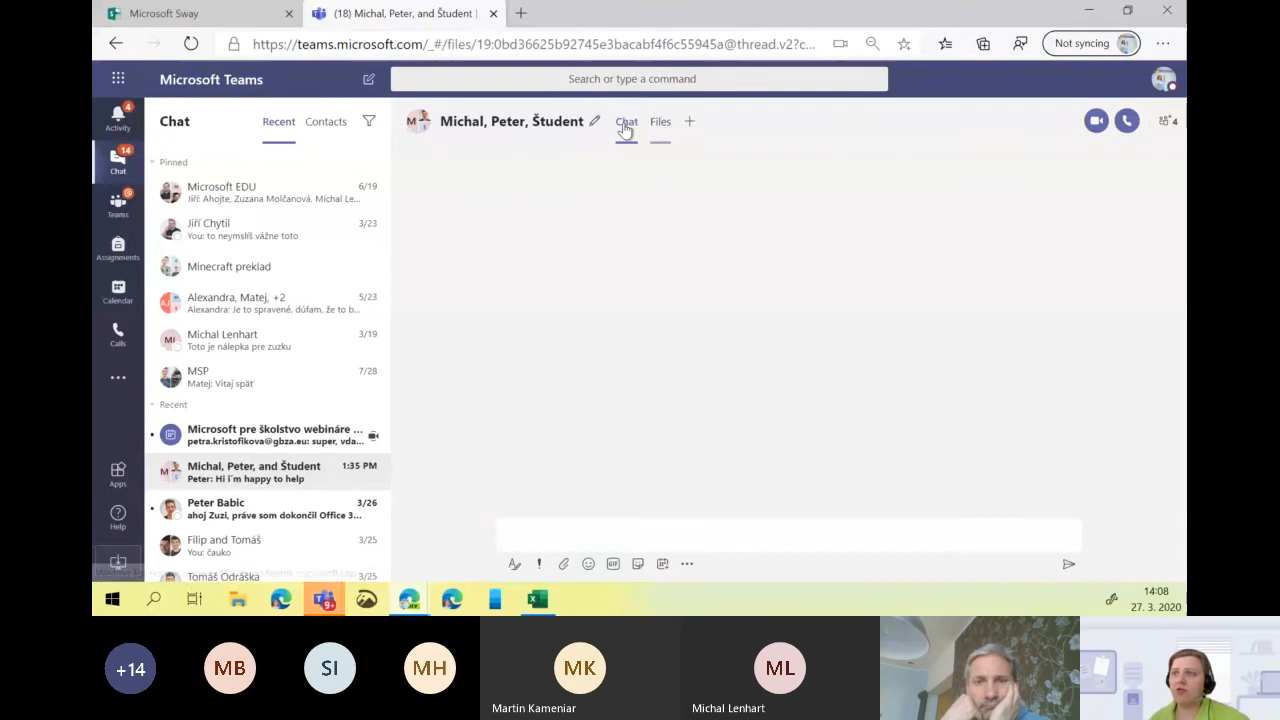 Microsoft Sway
(18) Michal, Peter, and Študent |
https://teams.microsoft.com/_#/files/19:0bd36625b92745e3bacabf4f6c55945a@thread.v2?c...
Not syncing
Microsoft Teams
Search or type a command
4
Activity
14
Chat
Teams
Assignments
Calendar
Calls
Apps
Help
Chat
Recent
Contacts
Pinned
Microsoft EDU 6/19
Jiří: Ahojte, Zuzana Molčanová, Michal Le...
Jiří Chytil 3/23
You: to neymslíš vážne toto
Minecraft preklad
Alexandra, Matej, +2 5/23
Alexandra: Je to spravené, dúfam, že to b...
Michal Lenhart 3/19
Toto je nálepka pre zuzku
MSP 7/28
Matej: Vitaj späť
Recent
Microsoft pre školstvo webináre ...
petra.kristofikova@gbza.eu: super, vda...
Michal, Peter, and Študent 1:35 PM
Peter: Hi i´m happy to help
Peter Babic 3/26
ahoj Zuzi, práve som dokončil Office 3...
Filip and Tomáš 3/25
You: čauko
Tomáš Odráška 3/25
Michal, Peter, Študent
Chat
Files
4
GIF
9+
14:08
27. 3. 2020
+14
MB
SI
MH
MK
Martin Kameniar
ML
Michal Lenhart